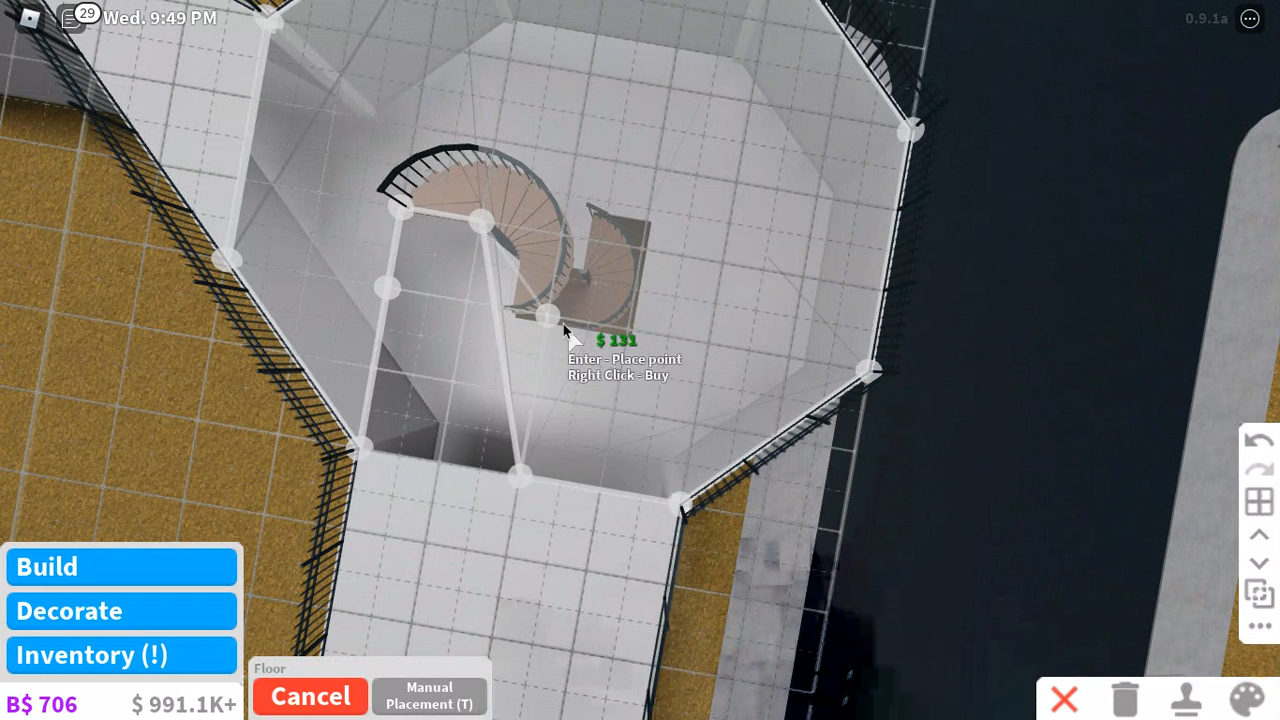 29
Wed. 9:49 PM
0.9.1a
$ 131
Enter - Place point
Right Click - Buy
Build
Decorate
Inventory (!)
B$ 706
$ 991.1K+
Floor
Cancel
Manual
Placement (T)